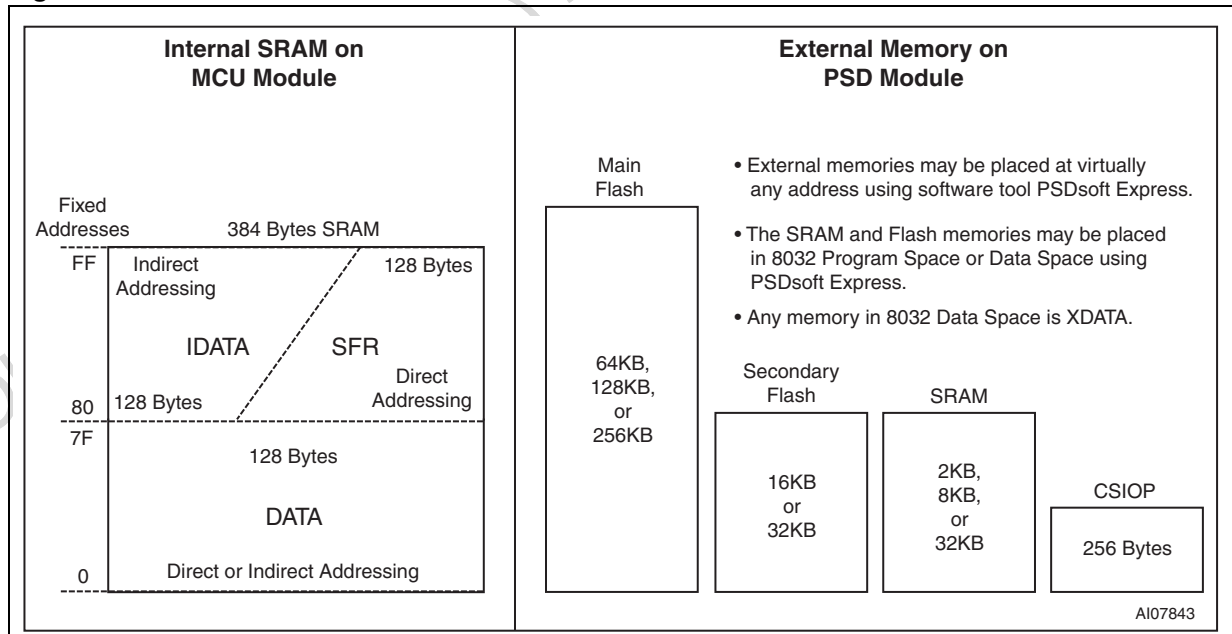 Internal SRAM on
MCU Module
Fixed
Addresses
384 Bytes SRAM
FF
Indirect
Addressing
128 Bytes
IDATA
SFR
Direct
Addressing
128 Bytes
80
7F
128 Bytes
DATA
0
Direct or Indirect Addressing
External Memory on
PSD Module
Main
Flash
64KB,
128KB,
or
256KB
• External memories may be placed at virtually
any address using software tool PSDsoft Express.
• The SRAM and Flash memories may be placed
in 8032 Program Space or Data Space using
PSDsoft Express.
• Any memory in 8032 Data Space is XDATA.
Secondary
Flash
16KB
or
32KB
SRAM
2KB,
8KB,
or
32KB
CSIOP
256 Bytes
AI07843